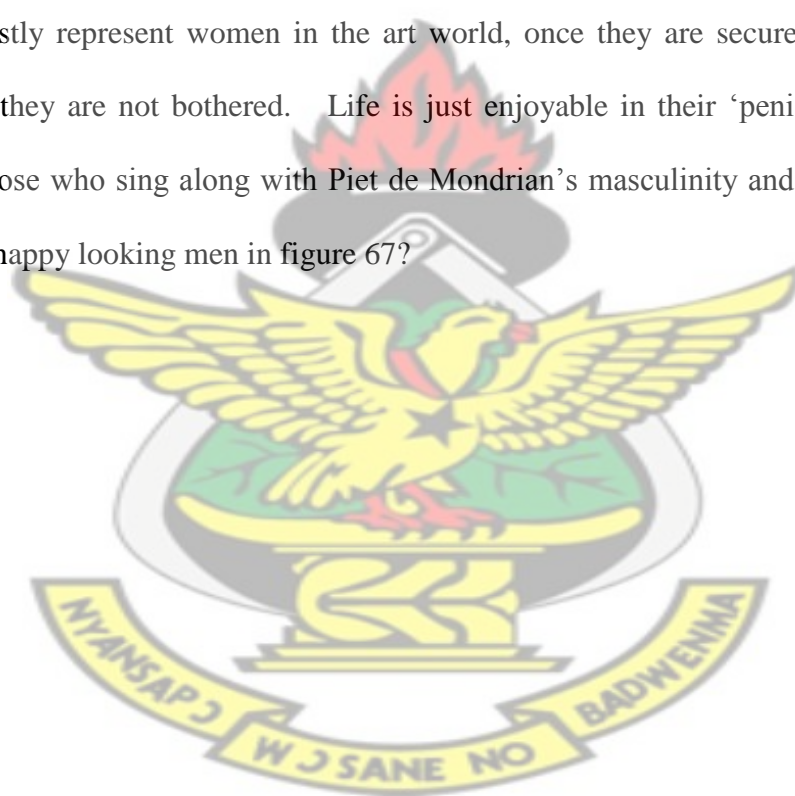 stly represent women in the art world, once they are secure
they are not bothered. Life is just enjoyable in their ‘peni
ose who sing along with Piet de Mondrian’s masculinity and
happy looking men in figure 67?
NYANSAPƆ WƆSANE NO BADWENMA